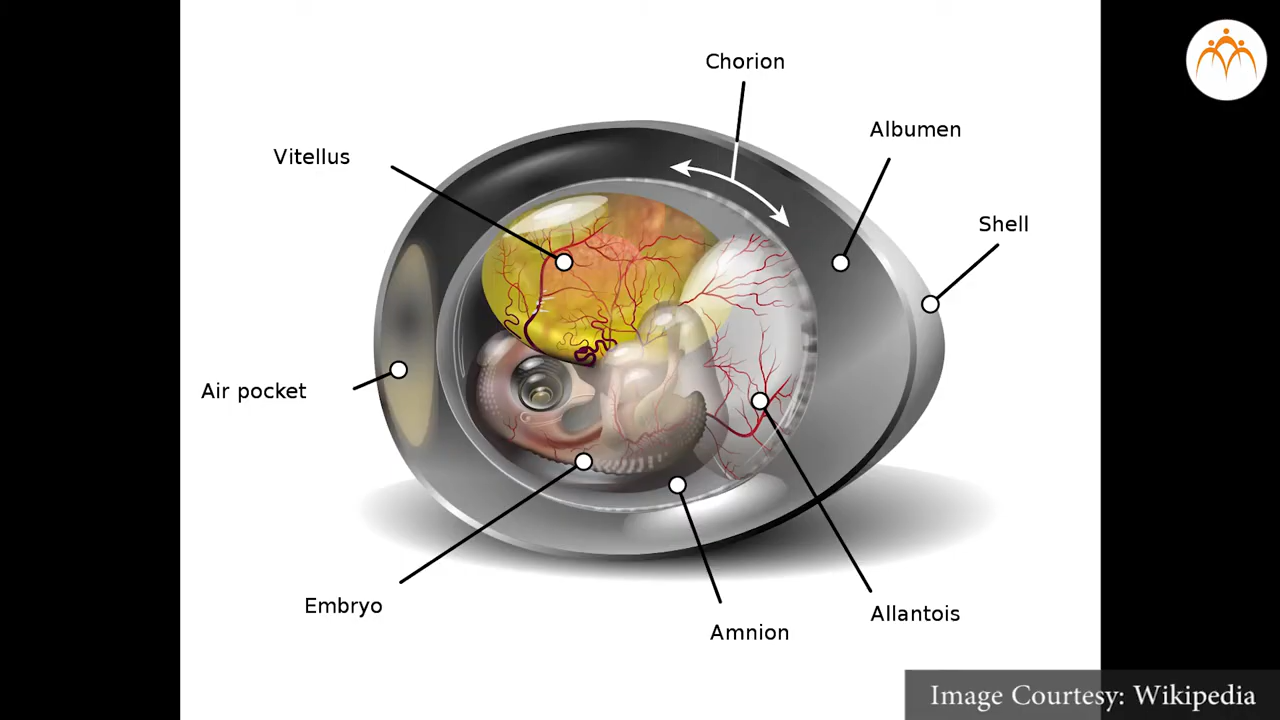 Chorion
Albumen
Vitellus
Shell
Air pocket
Embryo
Allantois
Amnion
Image Courtesy: Wikipedia